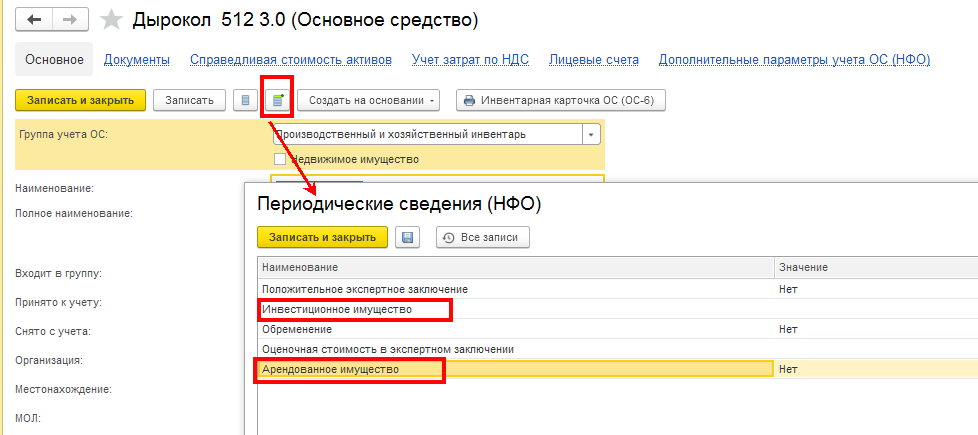 Дырокол 512 3.0 (Основное средство)
Основное Документы Справедливая стоимость активов Учет затрат по НДС Лицевые счета Дополнительные параметры учета ОС (НФО)
Записать и закрыть Записать Создать на основании Инвентарная карточка ОС (ОС-6)
Группа учета ОС: Производственный и хозяйственный инвентарь
Недвижимое имущество
Наименование:
Полное наименование:
Входит в группу:
Принято к учету:
Снято с учета:
Организация:
Местонахождение:
МОЛ:
Периодические сведения (НФО)
Записать и закрыть Все записи
Наименование Значение
Положительное экспертное заключение Нет
Инвестиционное имущество
Обременение Нет
Оценочная стоимость в экспертном заключении
Арендованное имущество Нет